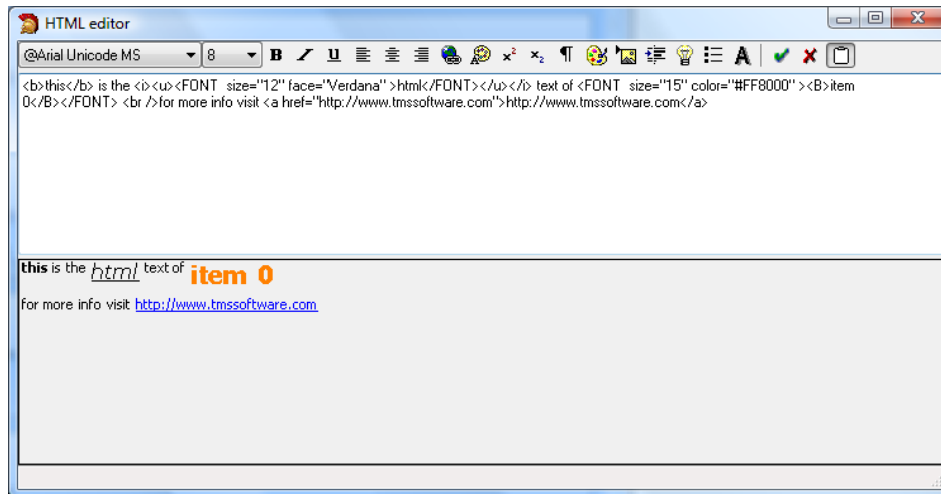 HTML editor
@Arial Unicode MS 8 B I U x² x₂ ¶ A
<b>this</b> is the <i><u><FONT  size="12" face="Verdana" >html</FONT></u></i> text of <FONT  size="15" color="#FF8000" ><B>item
0</B></FONT> <br />for more info visit <a href="http://www.tmssoftware.com">http://www.tmssoftware.com</a>
this is the html text of item 0
for more info visit http://www.tmssoftware.com